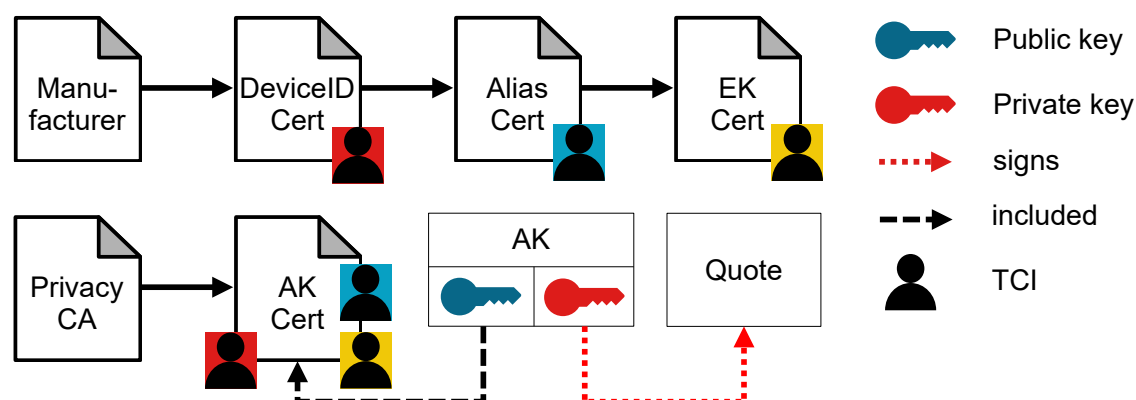 Manu-
facturer
DeviceID
Cert
Alias
Cert
EK
Cert
Public key
Private key
signs
included
TCI
Privacy
CA
AK
Cert
AK
Quote